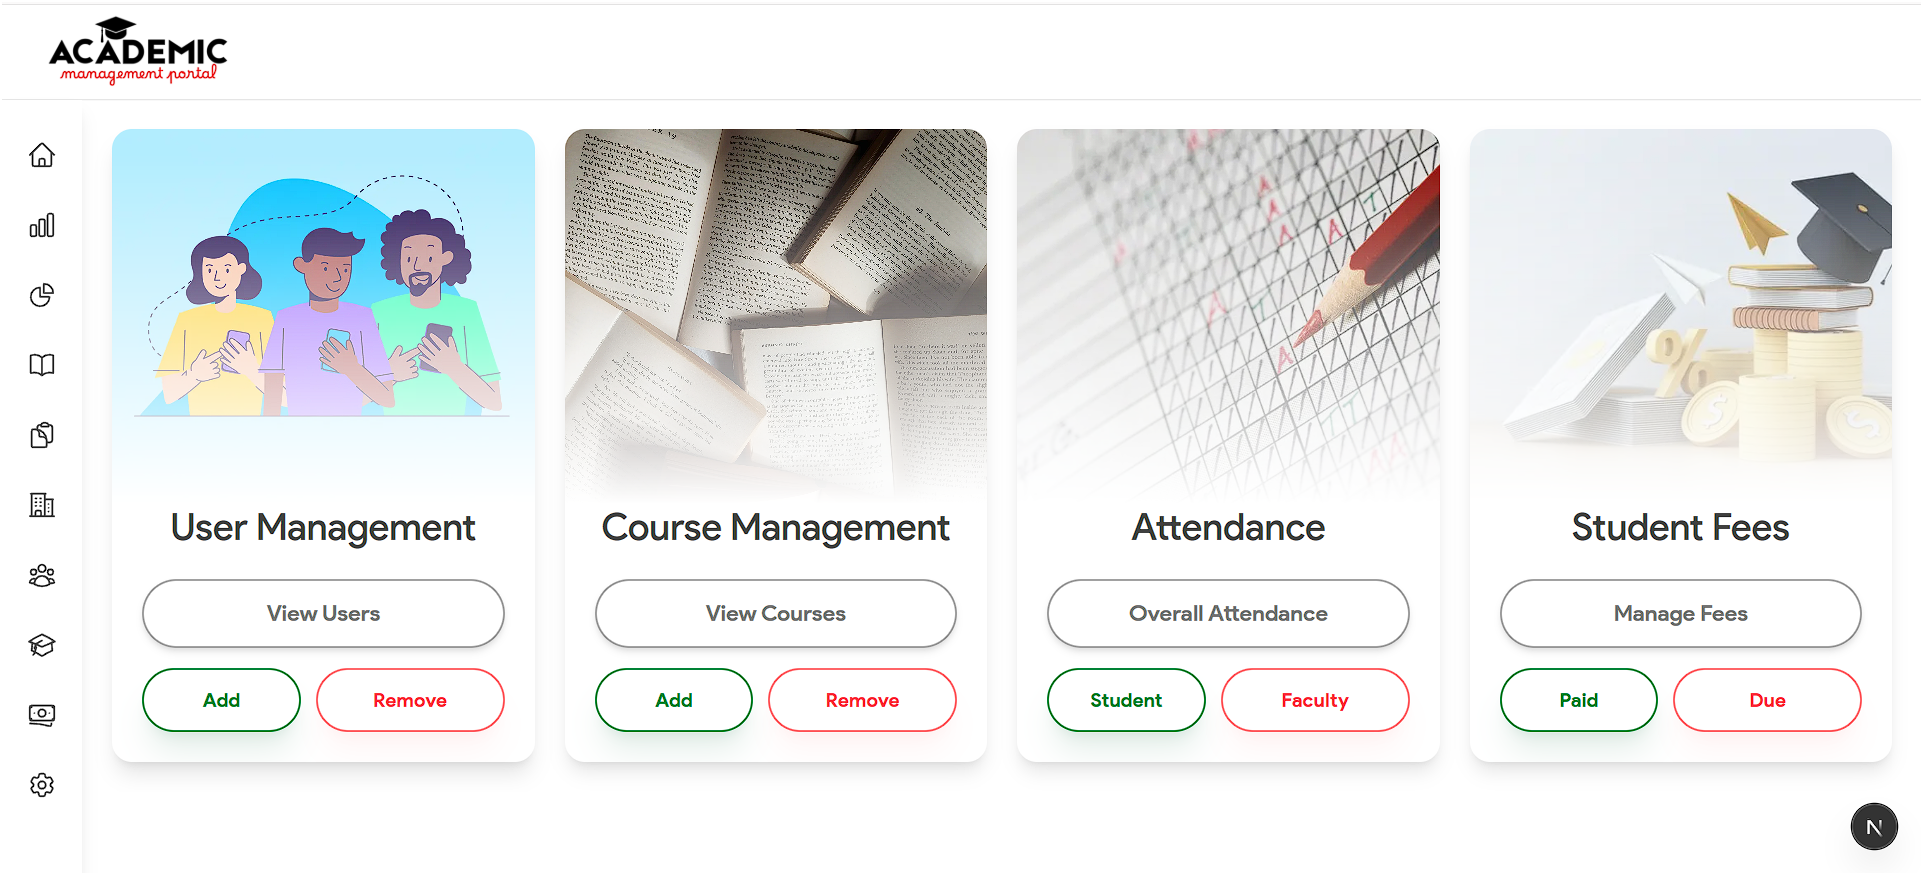 ACADEMIC
management portal
User Management
View Users
Add
Remove
Course Management
View Courses
Add
Remove
Attendance
Overall Attendance
Student
Faculty
Student Fees
Manage Fees
Paid
Due
N